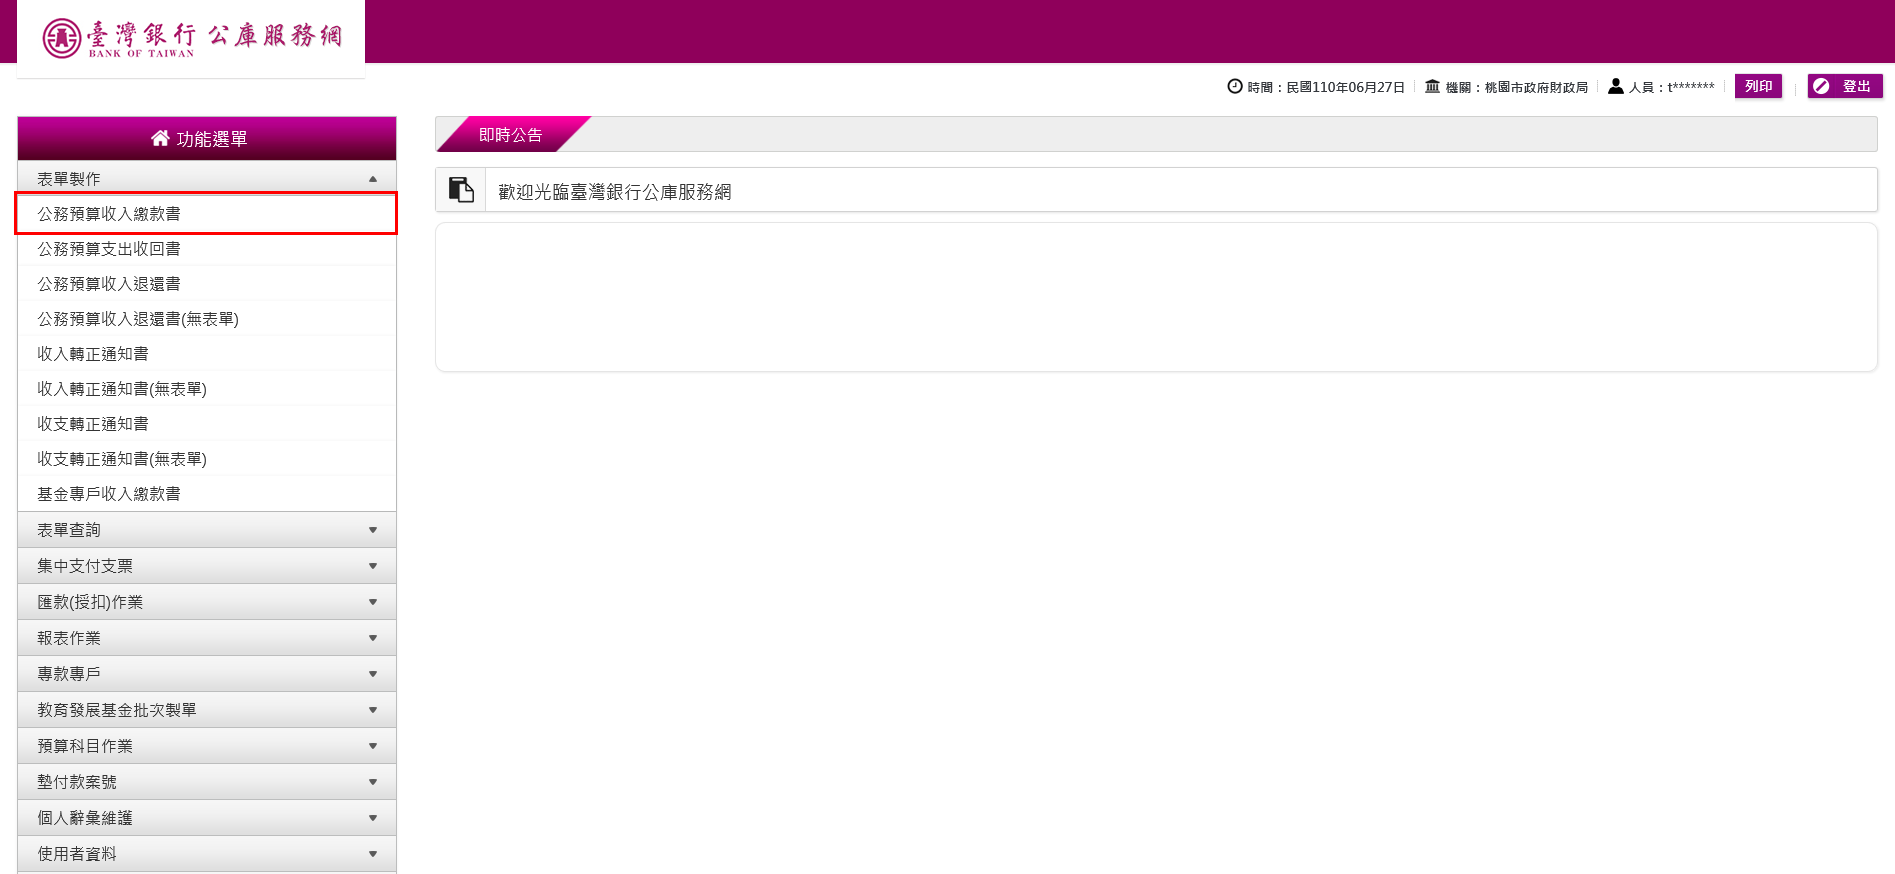 臺灣銀行 公庫服務網
BANK OF TAIWAN
時間：民國110年06月27日 機關：桃園市政府財政局 人員：t******* 列印 登出
功能選單
表單製作
公務預算收入繳款書
公務預算支出收回書
公務預算收入退還書
公務預算收入退還書(無表單)
收入轉正通知書
收入轉正通知書(無表單)
收支轉正通知書
收支轉正通知書(無表單)
基金專戶收入繳款書
表單查詢
集中支付支票
匯款(授扣)作業
報表作業
專款專戶
教育發展基金批次製單
預算科目作業
墊付款案號
個人辭彙維護
使用者資料
即時公告
歡迎光臨臺灣銀行公庫服務網